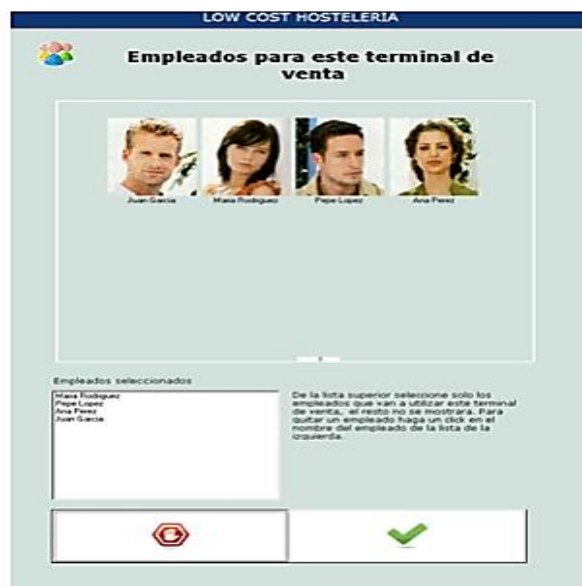 LOW COST HOSTELERIA
Empleados para este terminal de
venta
Juan Garcia Maria Rodriguez Pepe Lopez Ana Perez
Empleados seleccionados
Maria Rodriguez
Pepe Lopez
Ana Perez
Juan Garcia
De la lista superior seleccione solo los
empleados que van a utilizar este terminal
de venta, el resto no se mostrara. Para
quitar un empleado haga un click en el
nombre del empleado de la lista de la
izquierda.